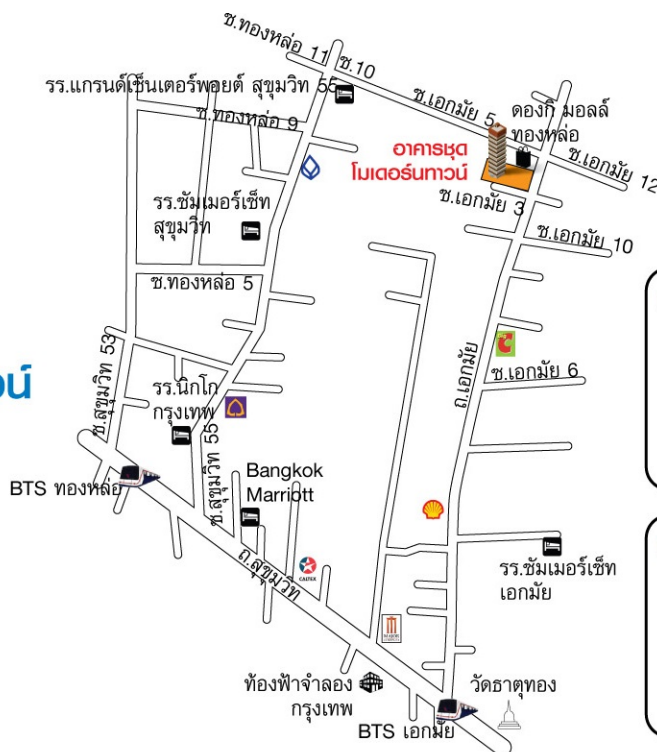 ซ.ทองหล่อ 11
ซ.10
รร.แกรนด์เซ็นเตอร์พอยต์ สุขุมวิท 55
ซ.เอกมัย 5
ดองกิ มอลล์
ทองหล่อ
ซ.ทองหล่อ 9
อาคารชุด
โมเดอร์นทาวน์
ซ.เอกมัย 12
ซ.เอกมัย 3
รร.ซัมเมอร์เซ็ท
สุขุมวิท
ซ.เอกมัย 10
ซ.ทองหล่อ 5
ซ.สุขุมวิท 53
ถ.เอกมัย
ซ.เอกมัย 6
วน์
รร.นิกโก
กรุงเทพ
ซ.สุขุมวิท 55
BTS ทองหล่อ
Bangkok
Marriott
ถ.สุขุมวิท
CALTEX
รร.ซัมเมอร์เซ็ท
เอกมัย
ท้องฟ้าจำลอง
กรุงเทพ
วัดธาตุทอง
BTS เอกมัย